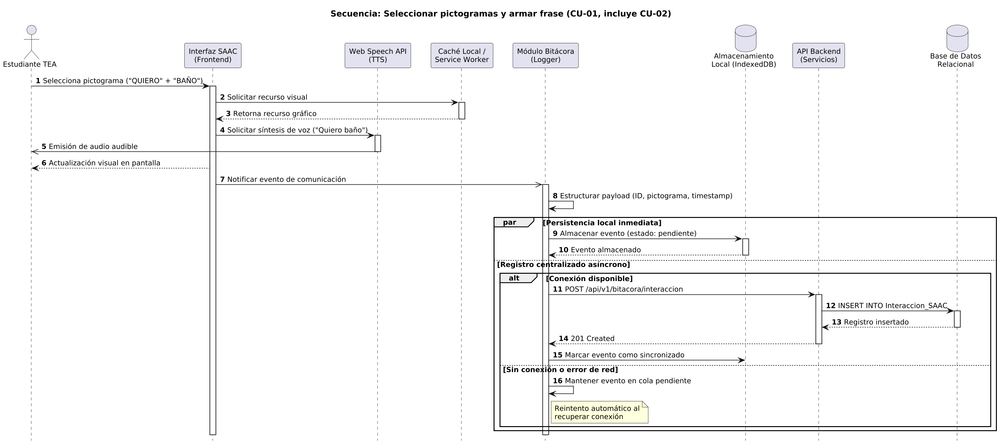 Secuencia: Seleccionar pictogramas y armar frase (CU-01, incluye CU-02)
Estudiante TEA
Interfaz SAAC
(Frontend)
Web Speech API
(TTS)
Caché Local /
Service Worker
Módulo Bitácora
(Logger)
Almacenamiento
Local (IndexedDB)
API Backend
(Servicios)
Base de Datos
Relacional
1 Selecciona pictograma ("QUIERO" + "BAÑO")
2 Solicitar recurso visual
3 Retorna recurso gráfico
4 Solicitar síntesis de voz ("Quiero baño")
5 Emisión de audio audible
6 Actualización visual en pantalla
7 Notificar evento de comunicación
8 Estructurar payload (ID, pictograma, timestamp)
par [Persistencia local inmediata]
9 Almacenar evento (estado: pendiente)
10 Evento almacenado
[Registro centralizado asíncrono]
alt [Conexión disponible]
11 POST /api/v1/bitacora/interaccion
12 INSERT INTO Interaccion_SAAC
13 Registro insertado
14 201 Created
15 Marcar evento como sincronizado
[Sin conexión o error de red]
16 Mantener evento en cola pendiente
Reintento automático al
recuperar conexión